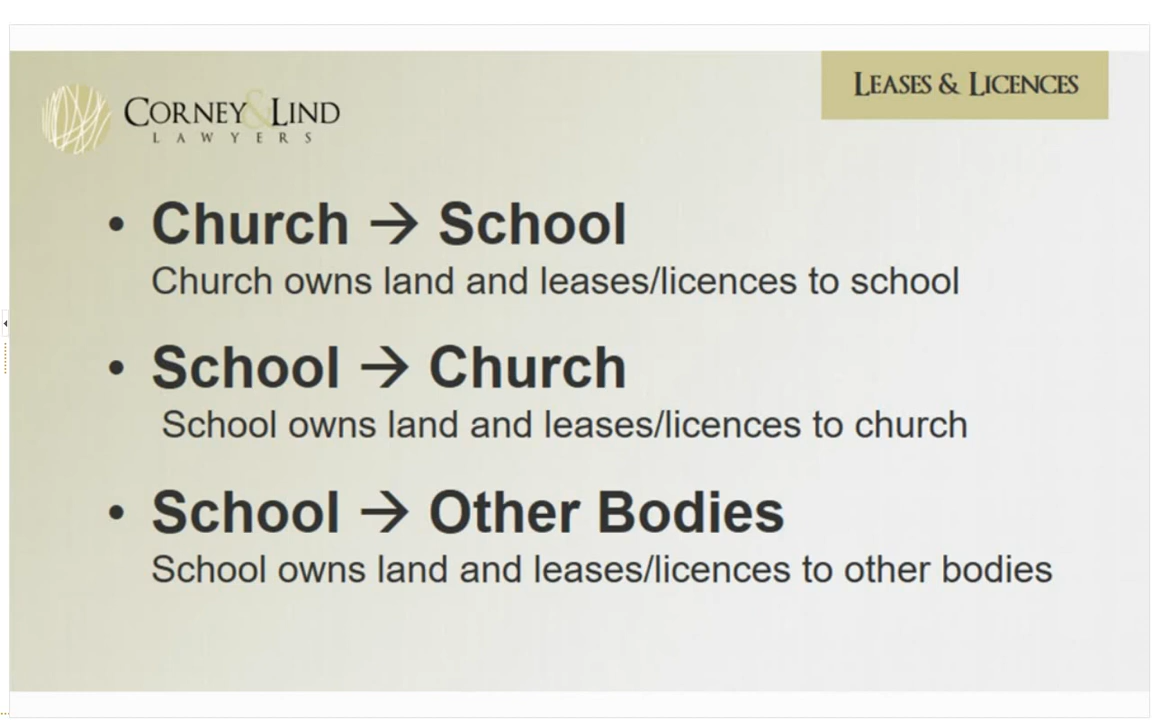 CORNEY & LIND
LAWYERS
LEASES & LICENCES
• Church → School
Church owns land and leases/licences to school
• School → Church
School owns land and leases/licences to church
• School → Other Bodies
School owns land and leases/licences to other bodies